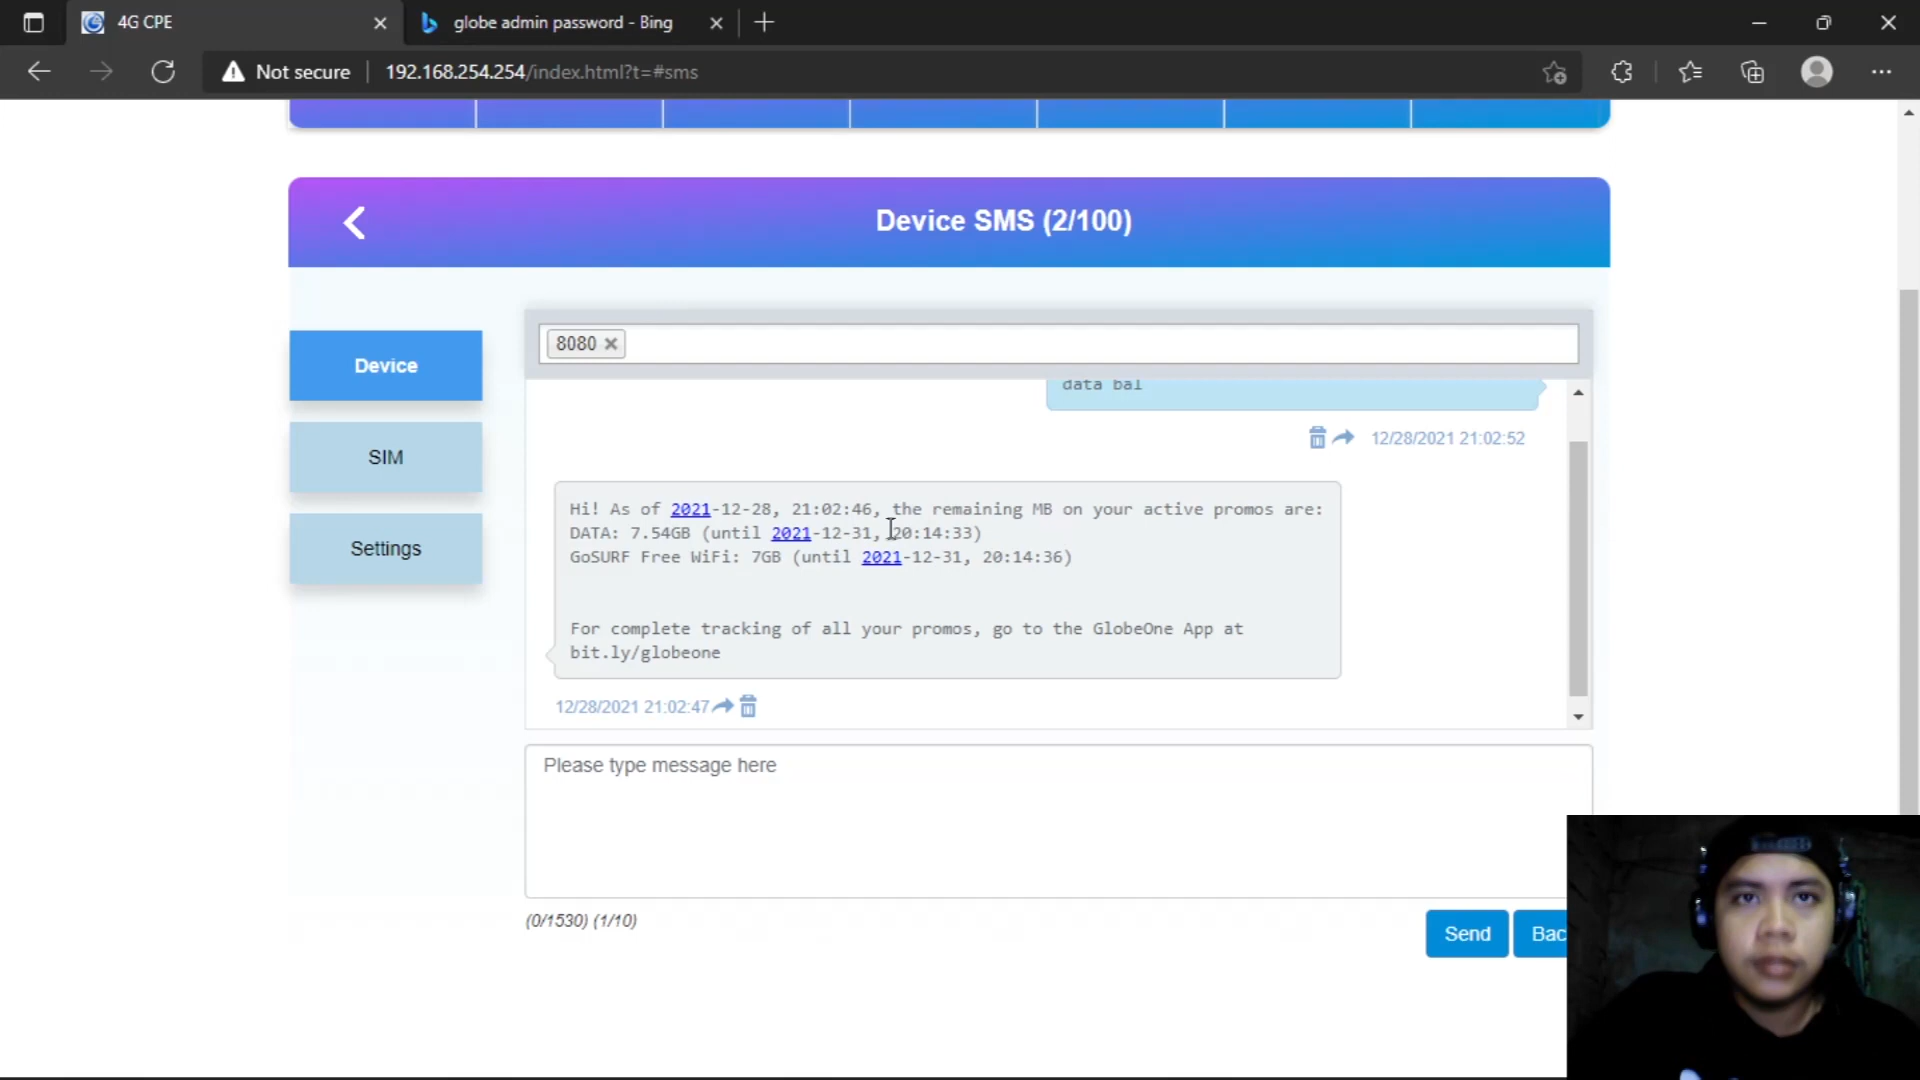 4G CPE
globe admin password - Bing
Not secure
192.168.254.254/index.html?t=#sms
Device SMS (2/100)
Device
SIM
Settings
8080
data bal
12/28/2021 21:02:52
Hi! As of 2021-12-28, 21:02:46, the remaining MB on your active promos are:
DATA: 7.54GB (until 2021-12-31, 20:14:33)
GoSURF Free WiFi: 7GB (until 2021-12-31, 20:14:36)
For complete tracking of all your promos, go to the GlobeOne App at
bit.ly/globeone
12/28/2021 21:02:47
Please type message here
(0/1530) (1/10)
Send
Bac